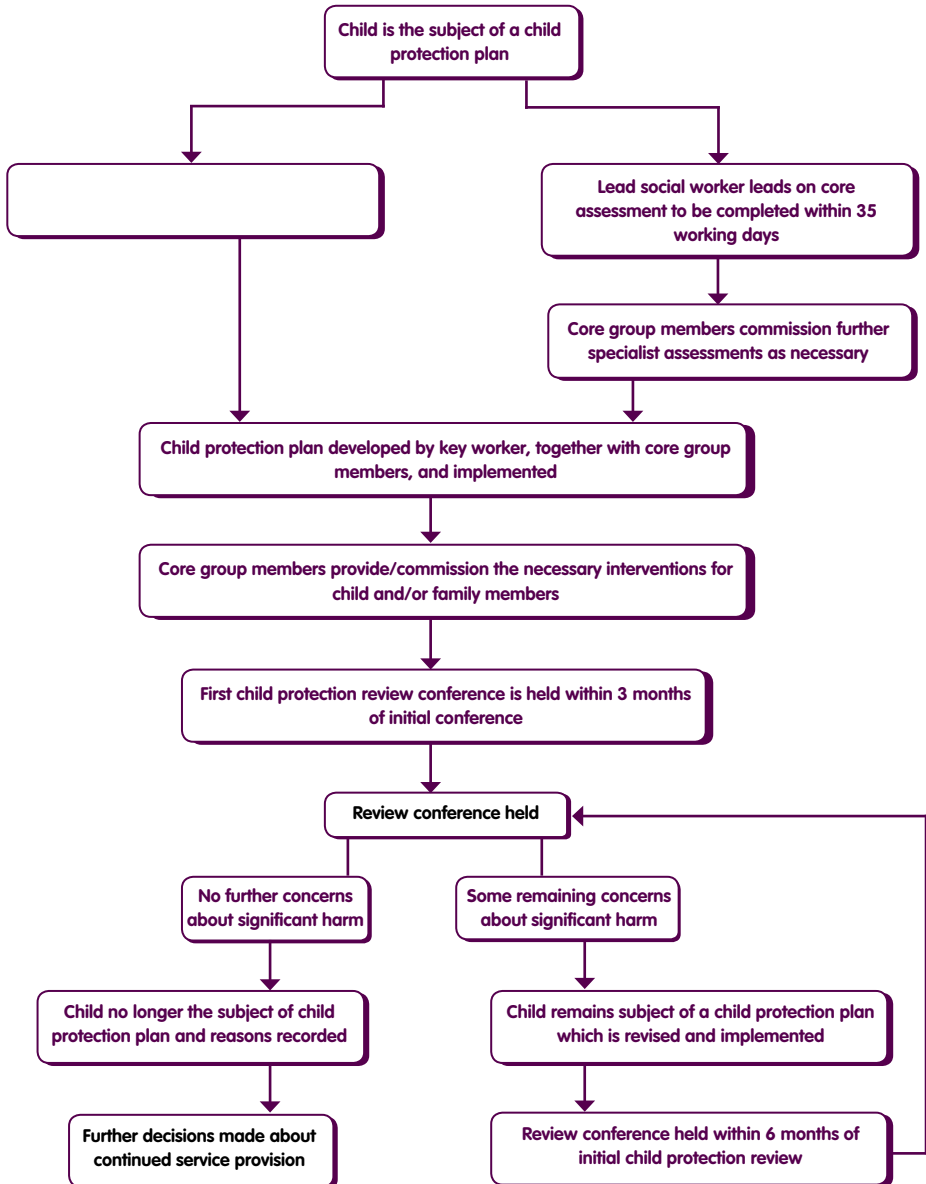 Child is the subject of a child
protection plan
Lead social worker leads on core
assessment to be completed within 35
working days
Core group members commission further
specialist assessments as necessary
Child protection plan developed by key worker, together with core group
members, and implemented
Core group members provide/commission the necessary interventions for
child and/or family members
First child protection review conference is held within 3 months
of initial conference
Review conference held
No further concerns
about significant harm
Some remaining concerns
about significant harm
Child no longer the subject of child
protection plan and reasons recorded
Child remains subject of a child protection plan
which is revised and implemented
Further decisions made about
continued service provision
Review conference held within 6 months of
initial child protection review